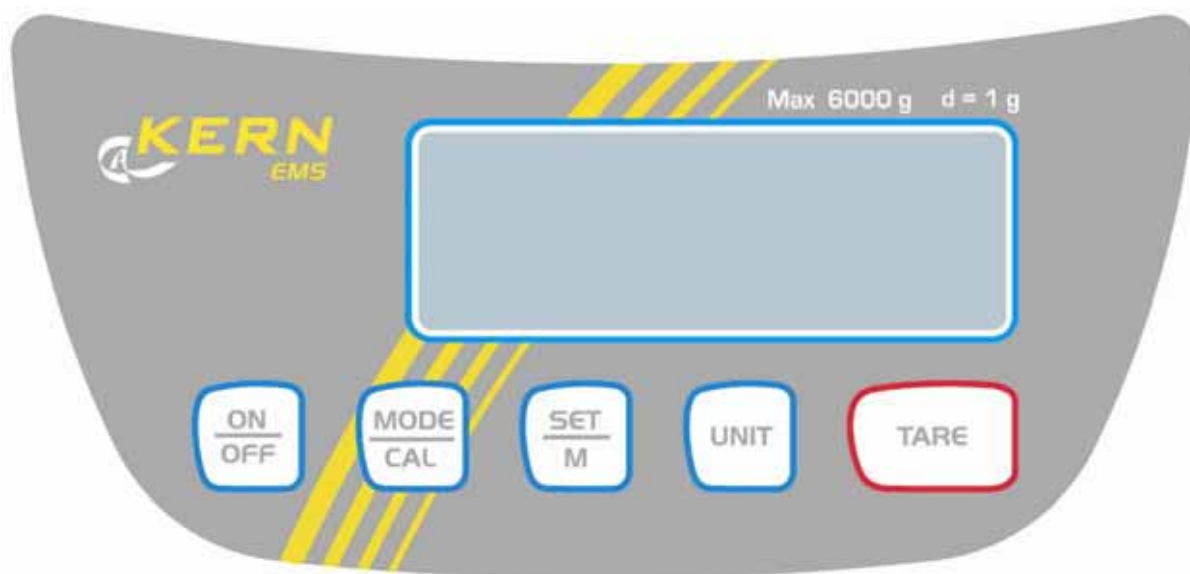 Max 6000 g d = 1 g
KERN
EMS
ON
OFF
MODE
CAL
SET
M
UNIT
TARE